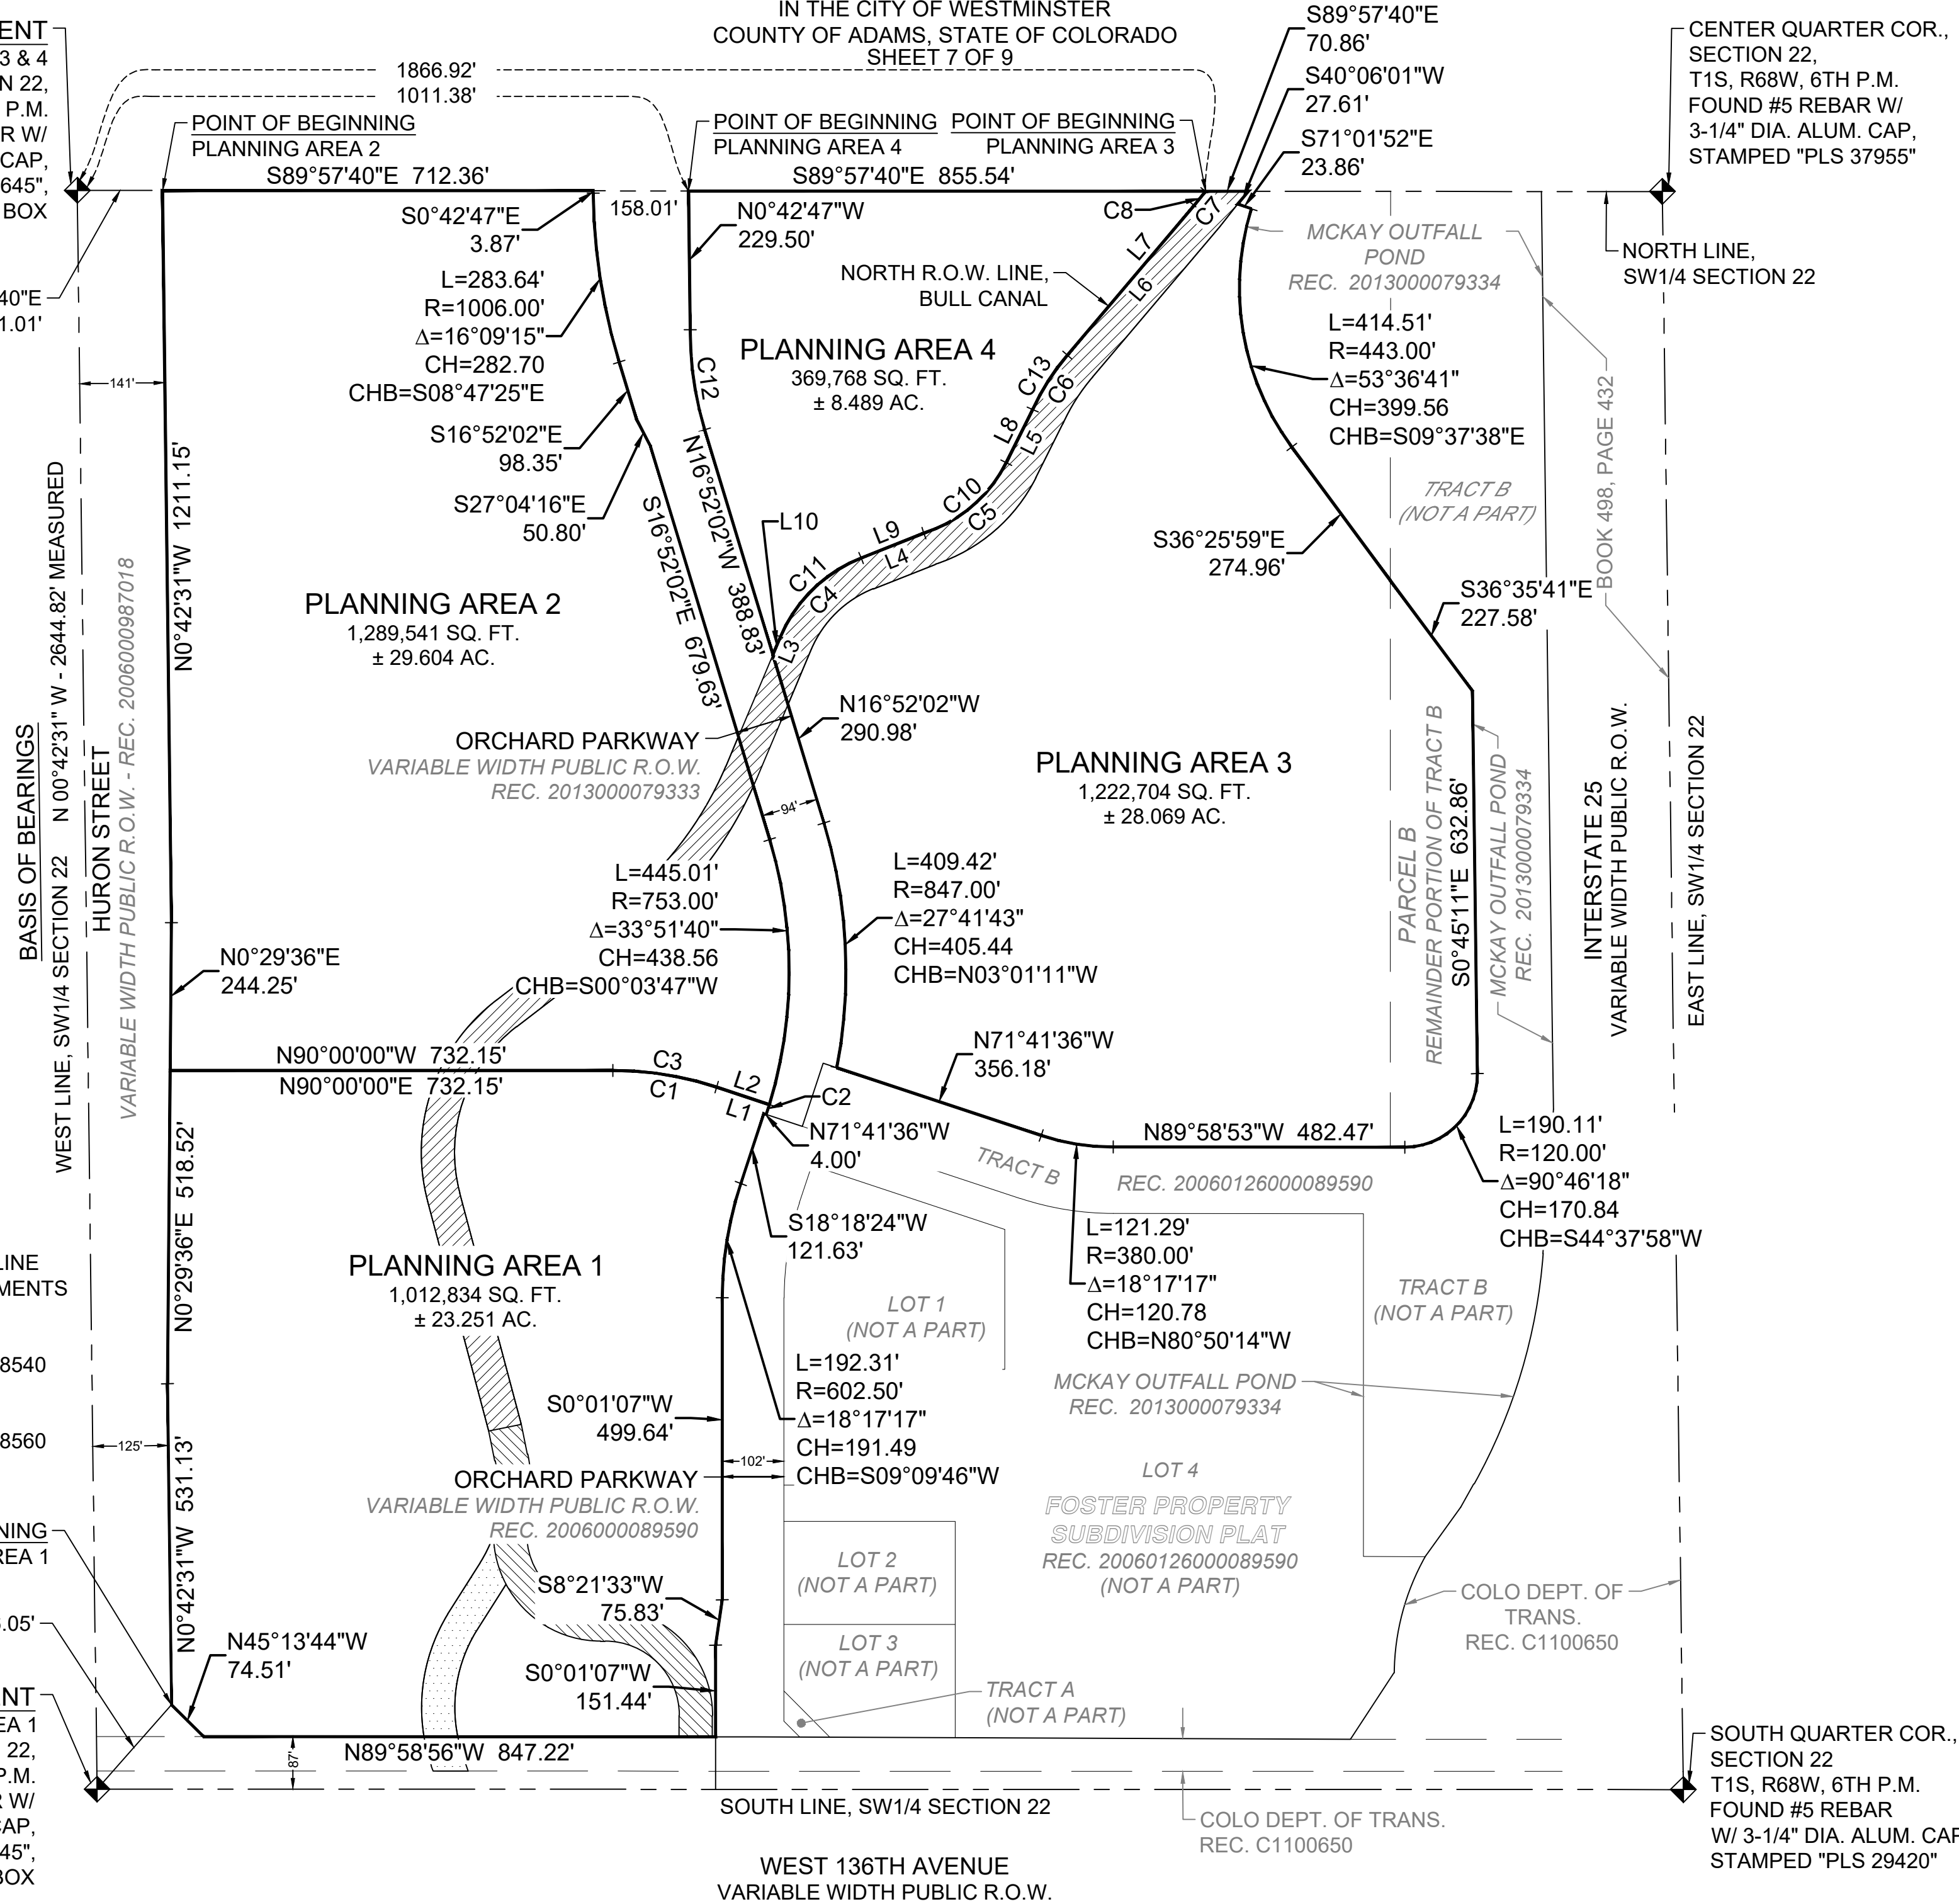 IN THE CITY OF WESTMINSTER
COUNTY OF ADAMS, STATE OF COLORADO
SHEET 7 OF 9
ENT
3 & 4
N 22,
P.M.
R W/
CAP,
645",
BOX
40"E
1.01'
1866.92'
1011.38'
POINT OF BEGINNING
PLANNING AREA 2
POINT OF BEGINNING
PLANNING AREA 4
POINT OF BEGINNING
PLANNING AREA 3
S89°57'40"E
70.86'
S40°06'01"W
27.61'
S71°01'52"E
23.86'
CENTER QUARTER COR.,
SECTION 22,
T1S, R68W, 6TH P.M.
FOUND #5 REBAR W/
3-1/4" DIA. ALUM. CAP,
STAMPED "PLS 37955"
S89°57'40"E 712.36'
158.01'
S89°57'40"E 855.54'
S0°42'47"E
3.87'
N0°42'47"W
229.50'
C8
C7
L7
L6
NORTH R.O.W. LINE,
BULL CANAL
MCKAY OUTFALL
POND
REC. 2013000079334
NORTH LINE,
SW1/4 SECTION 22
L=283.64'
R=1006.00'
Δ=16°09'15"
CH=282.70
CHB=S08°47'25"E
PLANNING AREA 4
369,768 SQ. FT.
± 8.489 AC.
C12
C13
C6
L8
L5
L=414.51'
R=443.00'
Δ=53°36'41"
CH=399.56
CHB=S09°37'38"E
141'
S16°52'02"E
98.35'
S27°04'16"E
50.80'
N0°42'31"W 1211.15'
N16°52'02"W 388.83'
S16°52'02"E 679.63'
L10
L9
L4
C10
C5
C11
C4
L3
TRACT B
(NOT A PART)
BOOK 498, PAGE 432
S36°25'59"E
274.96'
S36°35'41"E
227.58'
PLANNING AREA 2
1,289,541 SQ. FT.
± 29.604 AC.
N16°52'02"W
290.98'
ORCHARD PARKWAY
VARIABLE WIDTH PUBLIC R.O.W.
REC. 2013000079333
94'
PLANNING AREA 3
1,222,704 SQ. FT.
± 28.069 AC.
BASIS OF BEARINGS
WEST LINE, SW1/4 SECTION 22 N 00°42'31" W - 2644.82' MEASURED
HURON STREET
VARIABLE WIDTH PUBLIC R.O.W. - REC. 2006000987018
PARCEL B
REMAINDER PORTION OF TRACT B
S0°45'11"E 632.86'
MCKAY OUTFALL POND
REC. 2013000079334
INTERSTATE 25
VARIABLE WIDTH PUBLIC R.O.W.
EAST LINE, SW1/4 SECTION 22
L=445.01'
R=753.00'
Δ=33°51'40"
CH=438.56
CHB=S00°03'47"W
L=409.42'
R=847.00'
Δ=27°41'43"
CH=405.44
CHB=N03°01'11"W
N0°29'36"E
244.25'
N90°00'00"W 732.15'
N90°00'00"E 732.15'
C3
C1
L2
L1
C2
N71°41'36"W
4.00'
N71°41'36"W
356.18'
N89°58'53"W 482.47'
TRACT B
REC. 20060126000089590
L=190.11'
R=120.00'
Δ=90°46'18"
CH=170.84
CHB=S44°37'58"W
N0°29'36"E 518.52'
S18°18'24"W
121.63'
L=121.29'
R=380.00'
Δ=18°17'17"
CH=120.78
CHB=N80°50'14"W
LINE
MENTS
8540
8560
PLANNING AREA 1
1,012,834 SQ. FT.
± 23.251 AC.
LOT 1
(NOT A PART)
TRACT B
(NOT A PART)
L=192.31'
R=602.50'
Δ=18°17'17"
CH=191.49
CHB=S09°09'46"W
MCKAY OUTFALL POND
REC. 2013000079334
S0°01'07"W
499.64'
125'
102'
N0°42'31"W 531.13'
ORCHARD PARKWAY
VARIABLE WIDTH PUBLIC R.O.W.
REC. 2006000089590
LOT 4
FOSTER PROPERTY
SUBDIVISION PLAT
REC. 20060126000089590
(NOT A PART)
NING
REA 1
.05'
LOT 2
(NOT A PART)
LOT 3
(NOT A PART)
S8°21'33"W
75.83'
COLO DEPT. OF
TRANS.
REC. C1100650
N45°13'44"W
74.51'
S0°01'07"W
151.44'
TRACT A
(NOT A PART)
NT
EA 1
22,
P.M.
R W/
CAP,
45",
BOX
87'
N89°58'56"W 847.22'
SOUTH LINE, SW1/4 SECTION 22
COLO DEPT. OF TRANS.
REC. C1100650
SOUTH QUARTER COR.,
SECTION 22
T1S, R68W, 6TH P.M.
FOUND #5 REBAR
W/ 3-1/4" DIA. ALUM. CAP
STAMPED "PLS 29420"
WEST 136TH AVENUE
VARIABLE WIDTH PUBLIC R.O.W.